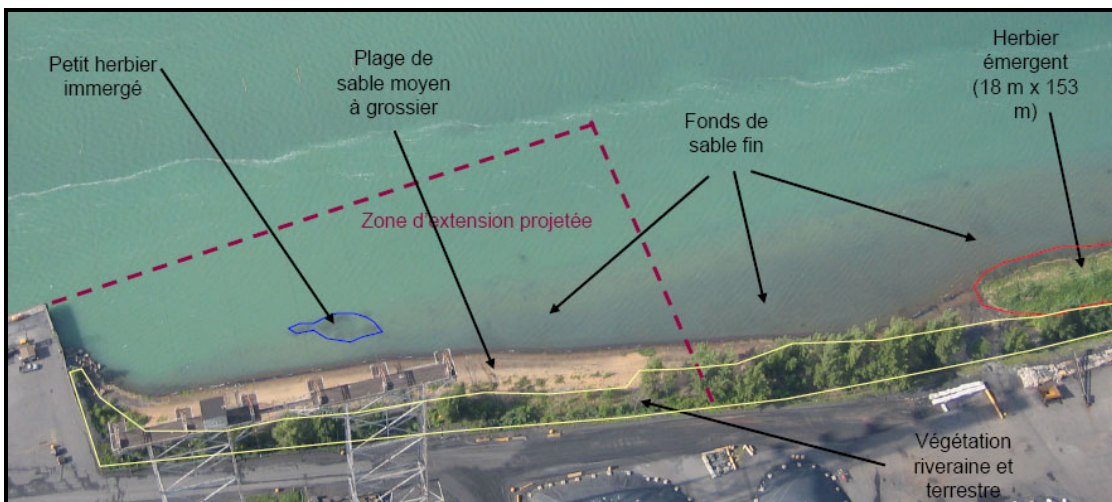 Petit herbier
immergé
Plage de
sable moyen
à grossier
Fonds de
sable fin
Herbier
émergent
(18 m x 153
m)
Zone d'extension projetée
Végétation
riveraine et
terrestre